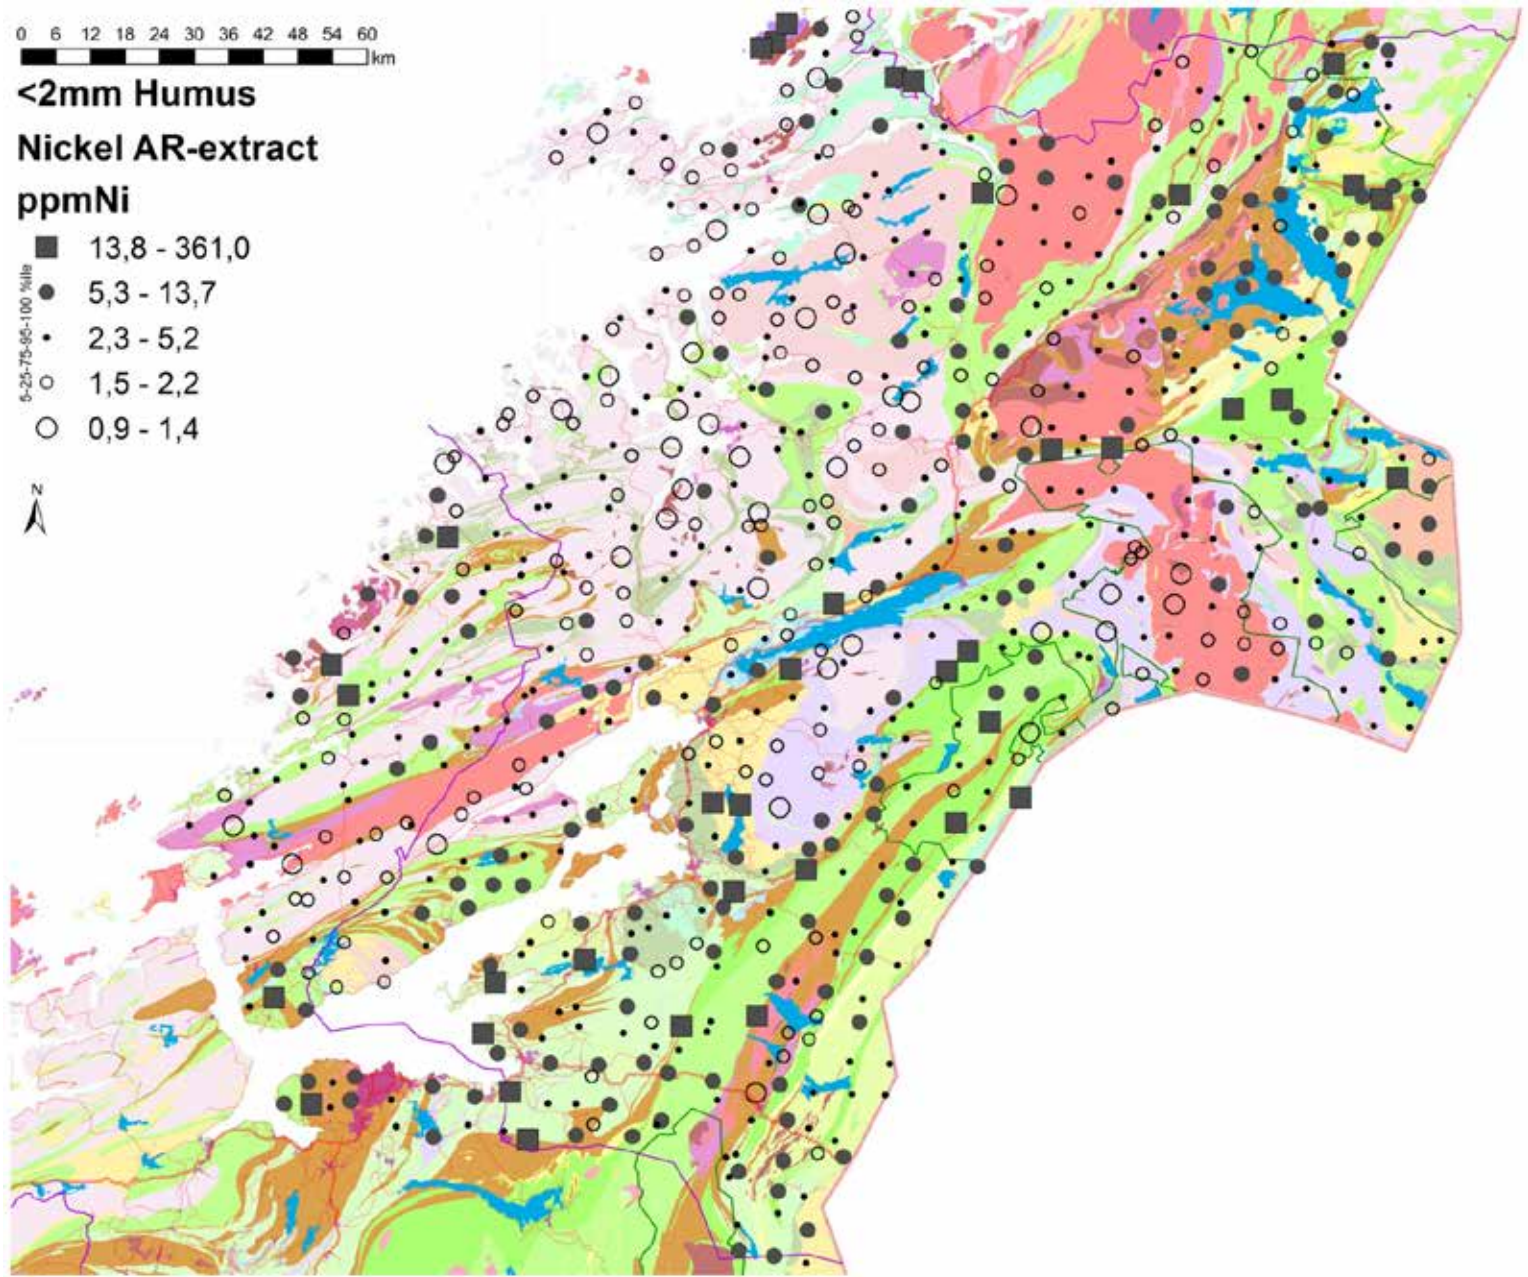 0 6 12 18 24 30 36 42 48 54 60
km
<2mm Humus
Nickel AR-extract
ppmNi
13,8 - 361,0
5,3 - 13,7
2,3 - 5,2
1,5 - 2,2
0,9 - 1,4
5-25-75-95-100 %ile
N